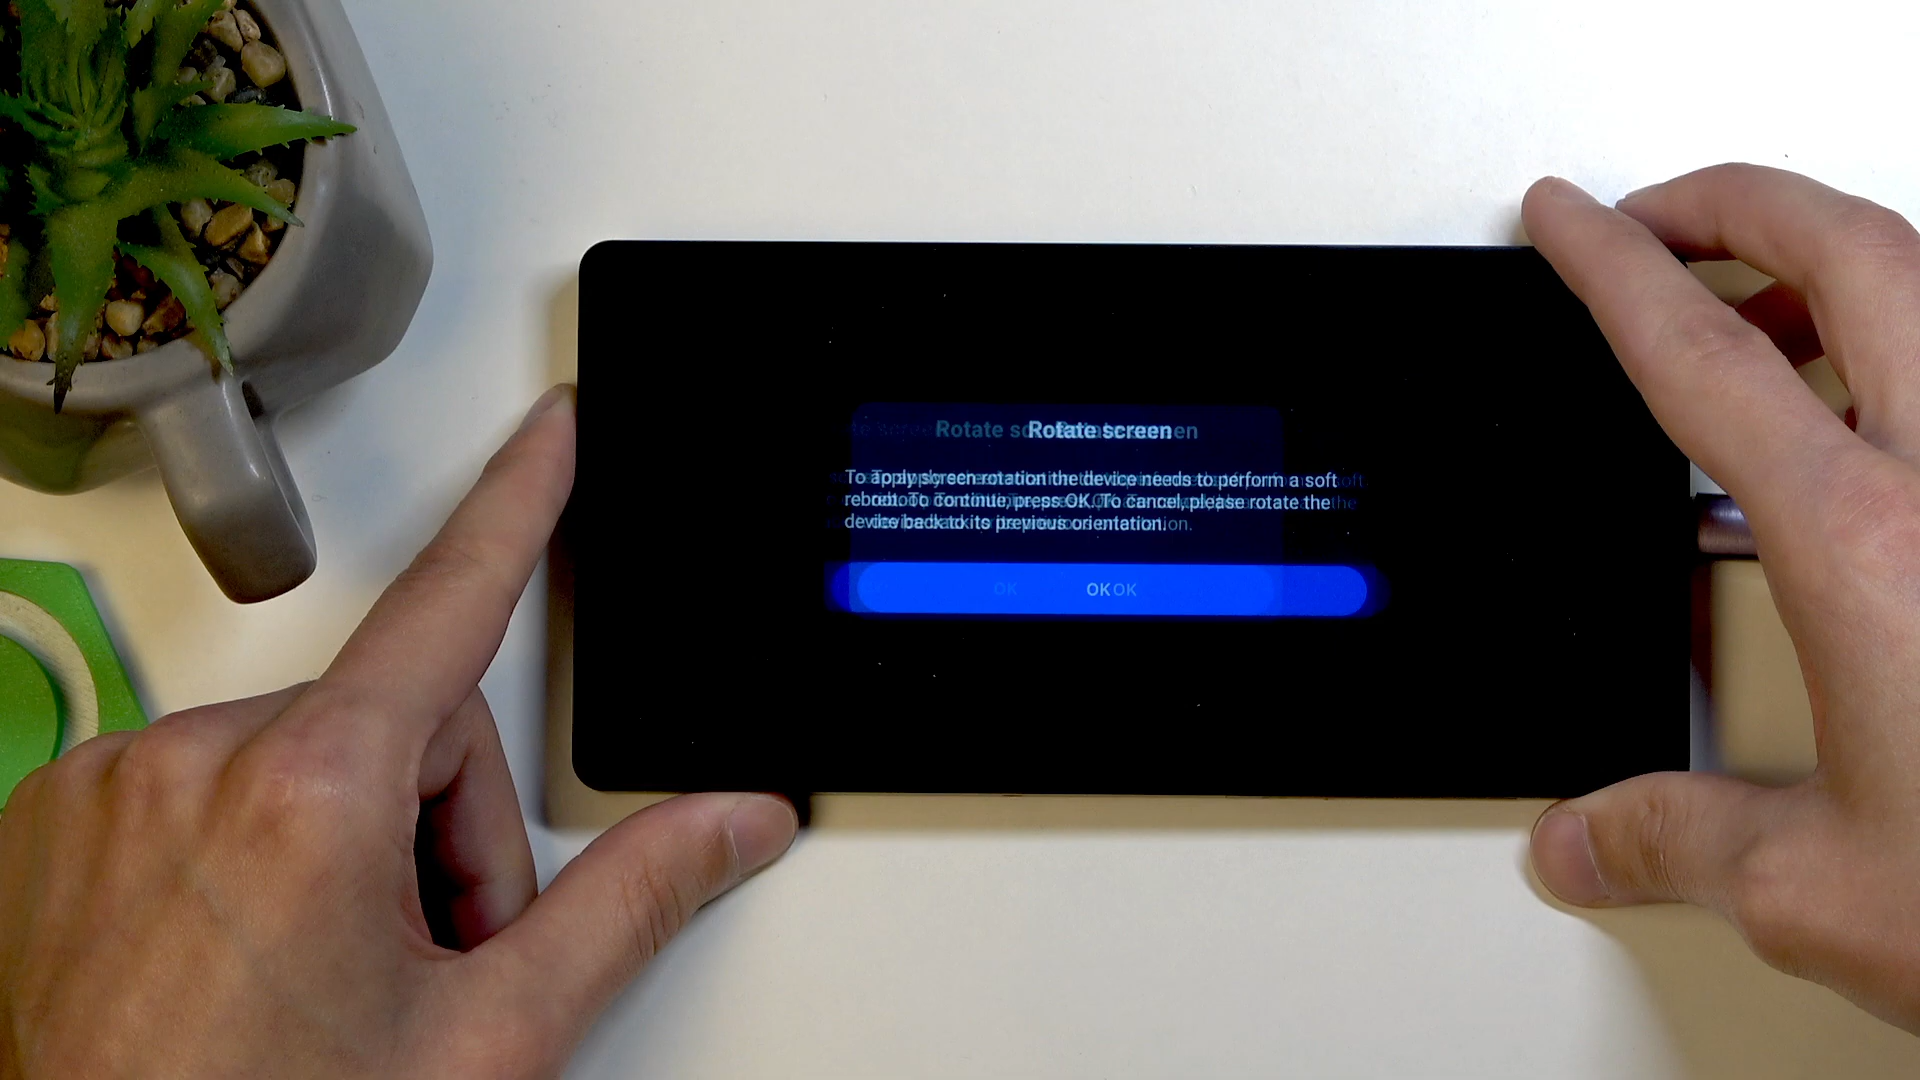 Rotate screen
To apply screen rotation the device needs to perform a soft
reboot. To continue, press OK. To cancel, please rotate the
device back to its previous orientation.
OK